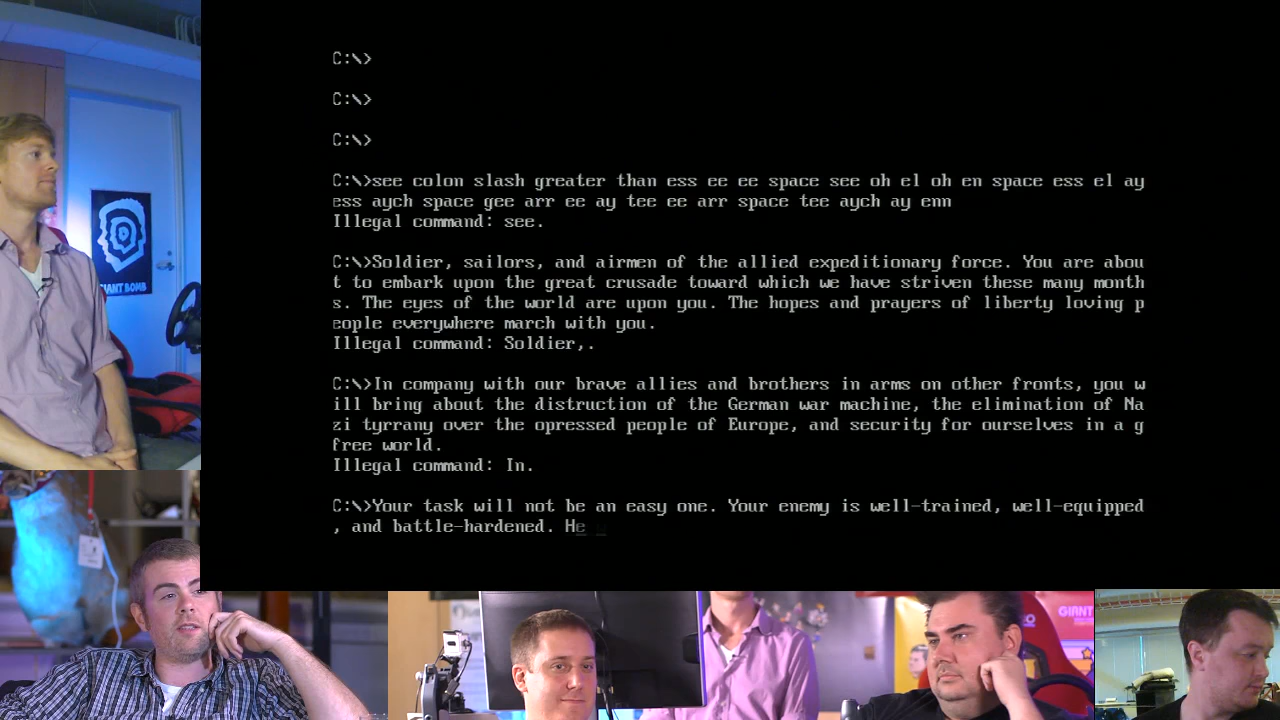 C:\>
C:\>
C:\>
C:\>see colon slash greater than ess ee ee space see oh el oh en space ess el ay
ess aych space gee arr ee ay tee ee arr space tee aych ay enn
Illegal command: see.
C:\>Soldier, sailors, and airmen of the allied expeditionary force. You are abou
t to embark upon the great crusade toward which we have striven these many month
s. The eyes of the world are upon you. The hopes and prayers of liberty loving p
eople everywhere march with you.
Illegal command: Soldier,.
C:\>In company with our brave allies and brothers in arms on other fronts, you w
ill bring about the distruction of the German war machine, the elimination of Na
zi tyrrany over the opressed people of Europe, and security for ourselves in a g
free world.
Illegal command: In.
C:\>Your task will not be an easy one. Your enemy is well-trained, well-equipped
, and battle-hardened. He
GIANT BOMB
GIANT